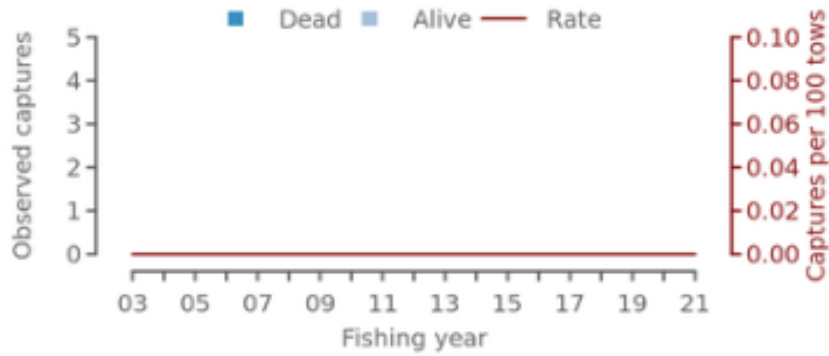 Dead Alive Rate
Observed captures
5
4
3
2
1
0
0.10
0.08
0.06
0.04
0.02
0.00
Captures per 100 tows
03 05 07 09 11 13 15 17 19 21
Fishing year